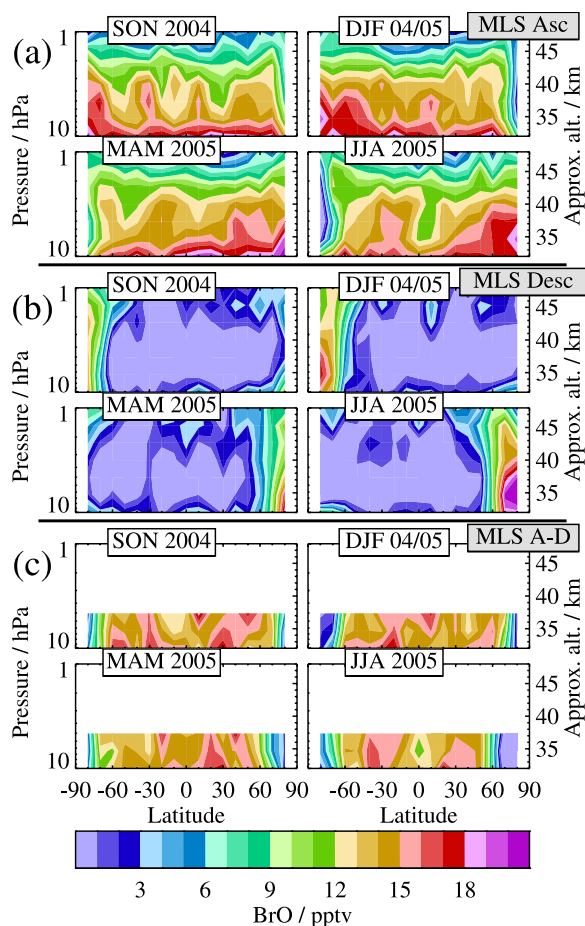 SON 2004
DJF 04/05
MLS Asc
(a)
1
10
Pressure / hPa
45
40
35
Approx. alt. / km
MAM 2005
JJA 2005
1
10
45
40
35
(b)
SON 2004
DJF 04/05
MLS Desc
1
10
Pressure / hPa
45
40
35
Approx. alt. / km
MAM 2005
JJA 2005
1
10
45
40
35
(c)
SON 2004
DJF 04/05
MLS A-D
1
10
Pressure / hPa
45
40
35
Approx. alt. / km
MAM 2005
JJA 2005
1
10
45
40
35
-90 -60 -30 0 30 60 90
-60 -30 0 30 60 90
Latitude
Latitude
3 6 9 12 15 18
BrO / pptv